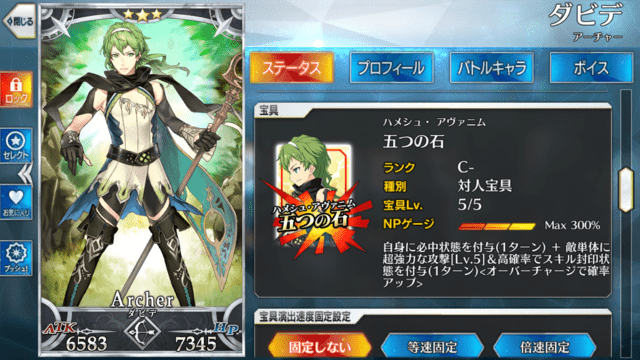 閉じる
ロック
セレクト
お気に入り
プッシュ!
Archer
ダビデ
ATK
HP
6583
7345
ダビデ
アーチャー
ステータス
プロフィール
バトルキャラ
ボイス
宝具
ハメシュ・アヴァニム
五つの石
ハメシュ・アヴァニム
五つの石
ランク C-
種別 対人宝具
宝具Lv. 5/5
NPゲージ Max 300%
自身に必中状態を付与(1ターン) + 敵単体に
超強力な攻撃[Lv.5]&高確率でスキル封印状
態を付与(1ターン)<オーバーチャージで確率
アップ>
宝具演出速度固定設定
固定しない
等速固定
倍速固定